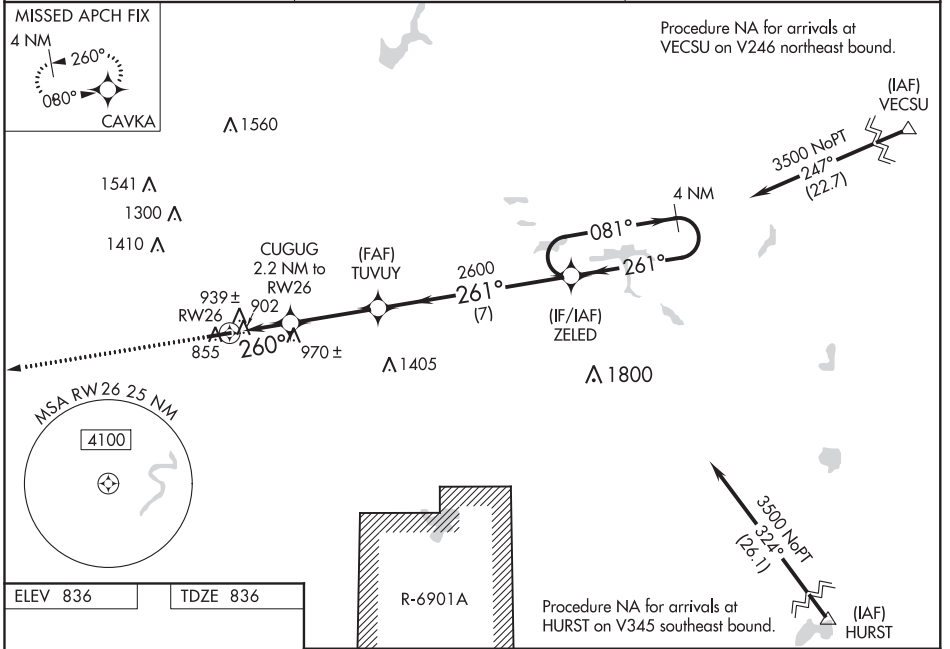 MISSED APCH FIX
4 NM
260°
080°
CAVKA
Procedure NA for arrivals at
VECSU on V246 northeast bound.
(IAF)
VECSU
3500 NoPT
247°
(22.7)
1560
1541
1300
1410
4 NM
081°
261°
CUGUG
2.2 NM to
RW26
(FAF)
TUVUY
2600
261°
(7)
(IF/IAF)
ZELED
939 ±
902
RW26
855
260°
970 ±
1405
1800
MSA RW26 25 NM
4100
3500 NoPT
324°
(26.1)
(IAF)
HURST
R-6901A
Procedure NA for arrivals at
HURST on V345 southeast bound.
ELEV 836
TDZE 836